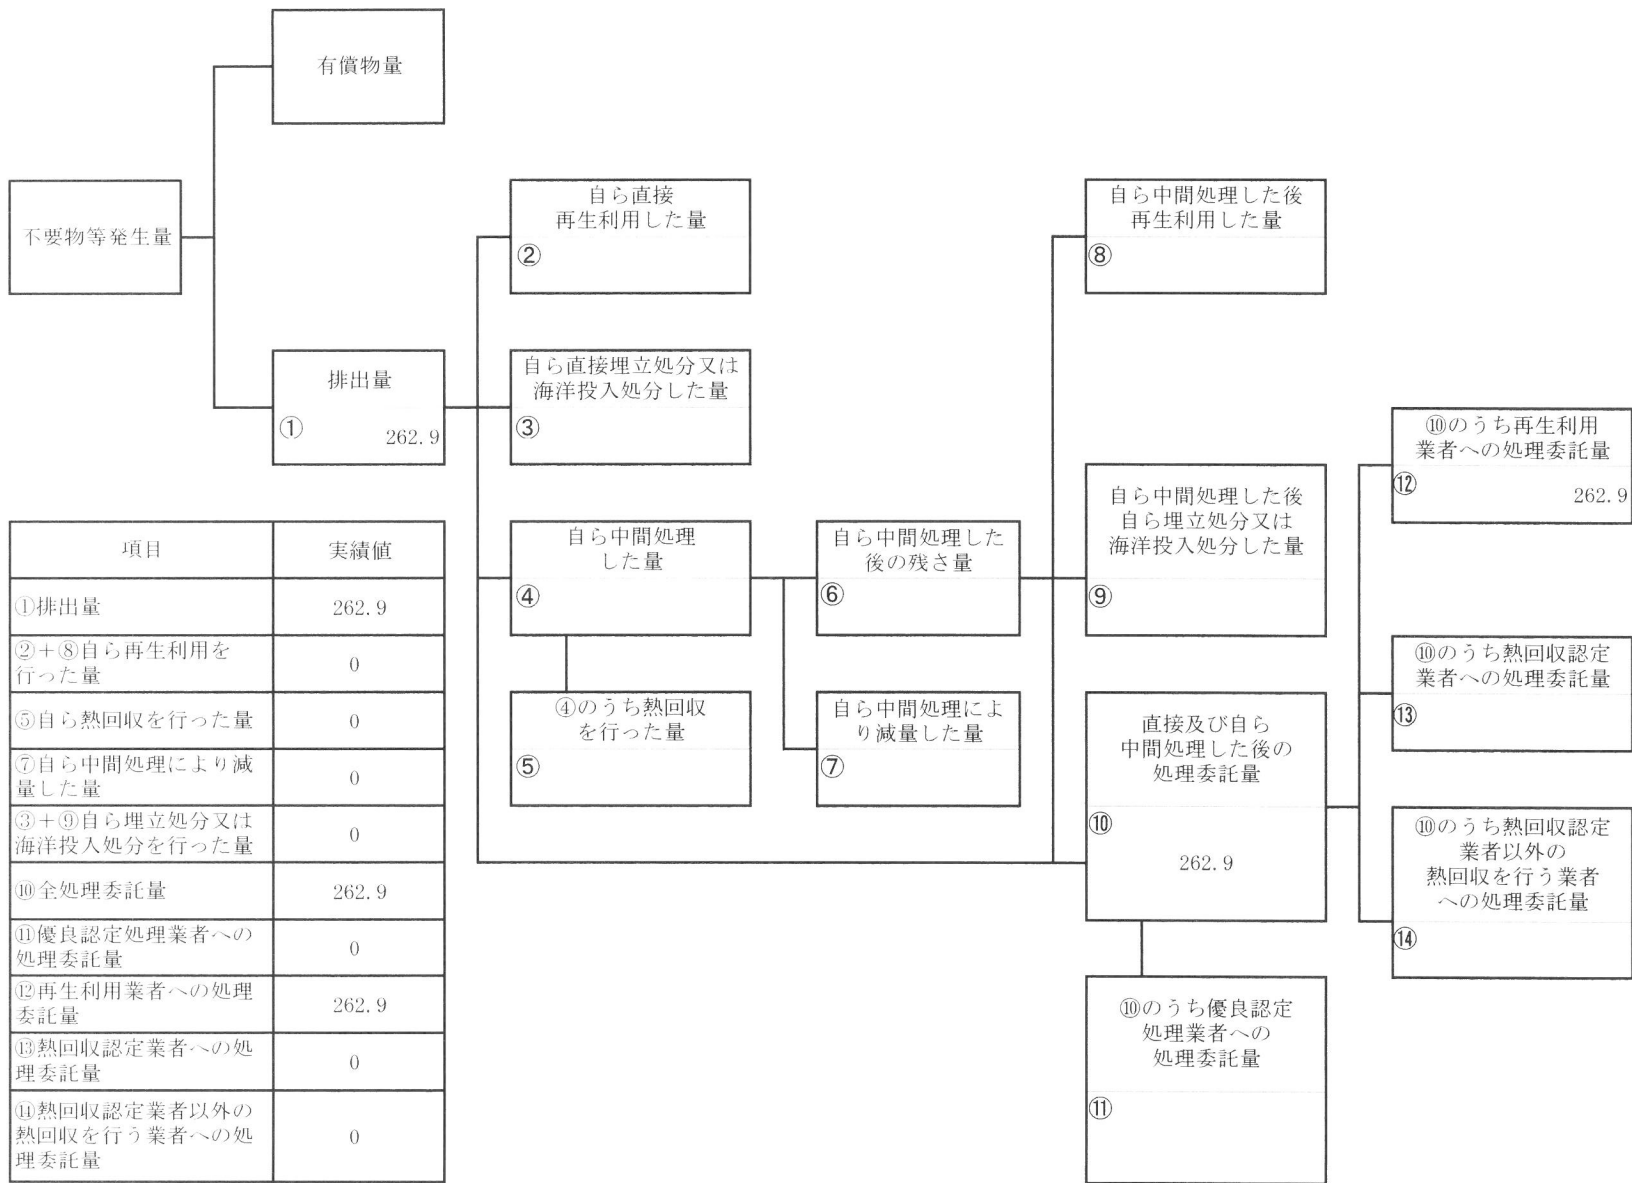 有償物量
不要物等発生量
排出量
①
262.9
自ら直接
再生利用した量
②
自ら直接埋立処分又は
海洋投入処分した量
③
自ら中間処理
した量
④
④のうち熱回収
を行った量
⑤
自ら中間処理した
後の残さ量
⑥
自ら中間処理によ
り減量した量
⑦
自ら中間処理した後
再生利用した量
⑧
自ら中間処理した後
自ら埋立処分又は
海洋投入処分した量
⑨
直接及び自ら
中間処理した後の
処理委託量
⑩
262.9
⑩のうち優良認定
処理業者への
処理委託量
⑪
⑩のうち再生利用
業者への処理委託量
⑫
262.9
⑩のうち熱回収認定
業者への処理委託量
⑬
⑩のうち熱回収認定
業者以外の
熱回収を行う業者
への処理委託量
⑭
項目 実績値
①排出量 262.9
②+⑧自ら再生利用を
行った量 0
⑤自ら熱回収を行った量 0
⑦自ら中間処理により減
量した量 0
③+⑨自ら埋立処分又は
海洋投入処分を行った量 0
⑩全処理委託量 262.9
⑪優良認定処理業者への
処理委託量 0
⑫再生利用業者への処理
委託量 262.9
⑬熱回収認定業者への処
理委託量 0
⑭熱回収認定業者以外の
熱回収を行う業者への処
理委託量 0